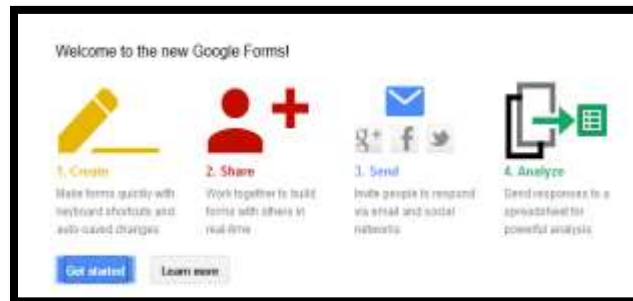 Welcome to the new Google Forms!
1. Create
Make forms quickly with
keyboard shortcuts and
auto-saved changes
2. Share
Work together to build
forms with others in
real-time
3. Send
Invite people to respond
via email and social
networks
4. Analyze
Send responses to a
spreadsheet for
powerful analysis
Get started
Learn more